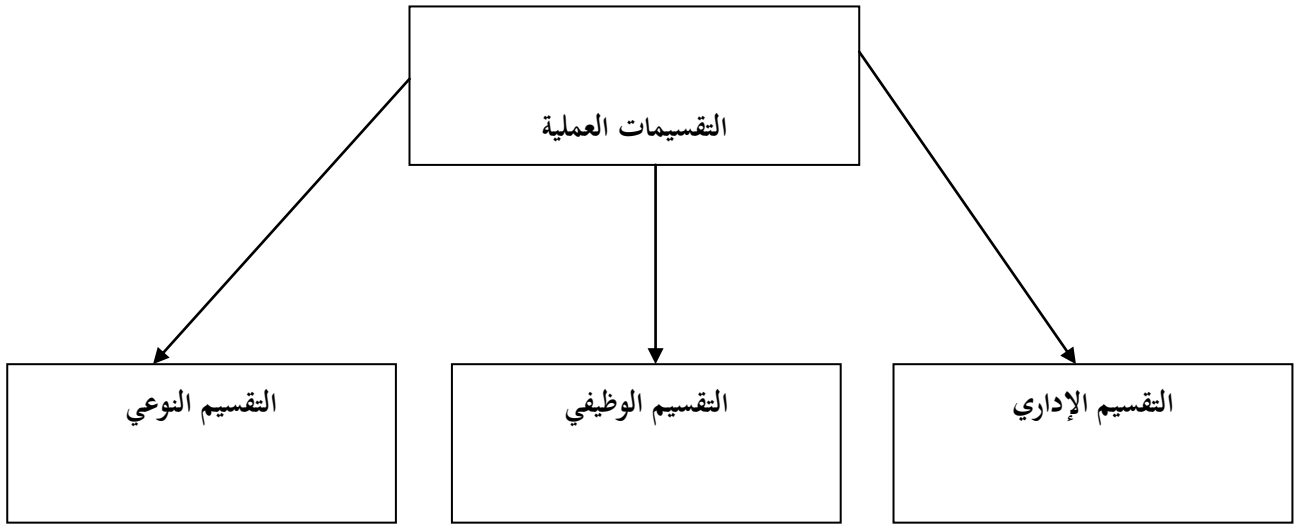 التقسيمات العملية
التقسيم الإداري
التقسيم الوظيفي
التقسيم النوعي